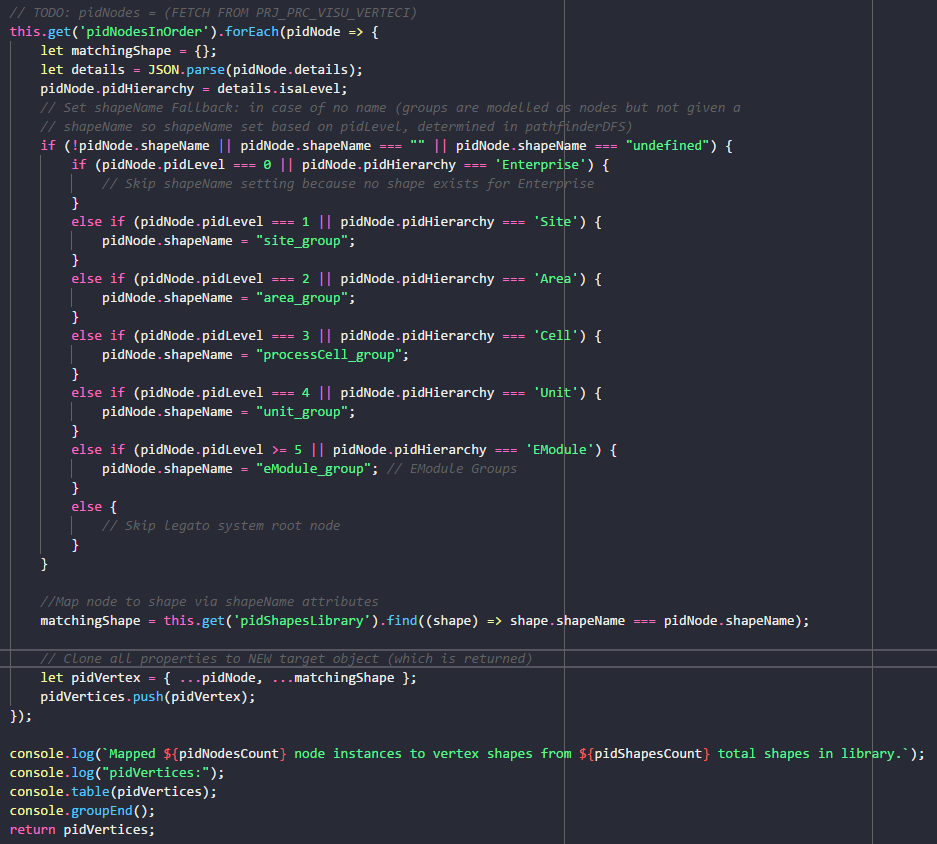 // TODO: pidNodes = (FETCH FROM PRJ_PRC_VISU_VERTECI)
this.get('pidNodesInOrder').forEach(pidNode => {
    let matchingShape = {};
    let details = JSON.parse(pidNode.details);
    pidNode.pidHierarchy = details.isaLevel;
    // Set shapeName Fallback: in case of no name (groups are modelled as nodes but not given a
    // shapeName so shapeName set based on pidLevel, determined in pathfinderDFS)
    if (!pidNode.shapeName || pidNode.shapeName === "" || pidNode.shapeName === "undefined") {
        if (pidNode.pidLevel === 0 || pidNode.pidHierarchy === 'Enterprise') {
            // Skip shapeName setting because no shape exists for Enterprise
        }
        else if (pidNode.pidLevel === 1 || pidNode.pidHierarchy === 'Site') {
            pidNode.shapeName = "site_group";
        }
        else if (pidNode.pidLevel === 2 || pidNode.pidHierarchy === 'Area') {
            pidNode.shapeName = "area_group";
        }
        else if (pidNode.pidLevel === 3 || pidNode.pidHierarchy === 'Cell') {
            pidNode.shapeName = "processCell_group";
        }
        else if (pidNode.pidLevel === 4 || pidNode.pidHierarchy === 'Unit') {
            pidNode.shapeName = "unit_group";
        }
        else if (pidNode.pidLevel >= 5 || pidNode.pidHierarchy === 'EModule') {
            pidNode.shapeName = "eModule_group"; // EModule Groups
        }
        else {
            // Skip legato system root node
        }
    }
    //Map node to shape via shapeName attributes
    matchingShape = this.get('pidShapesLibrary').find((shape) => shape.shapeName === pidNode.shapeName);
    // Clone all properties to NEW target object (which is returned)
    let pidVertex = { ...pidNode, ...matchingShape };
    pidVertices.push(pidVertex);
});
console.log(`Mapped ${pidNodesCount} node instances to vertex shapes from ${pidShapesCount} total shapes in library.`);
console.log("pidVertices:");
console.table(pidVertices);
console.groupEnd();
return pidVertices;